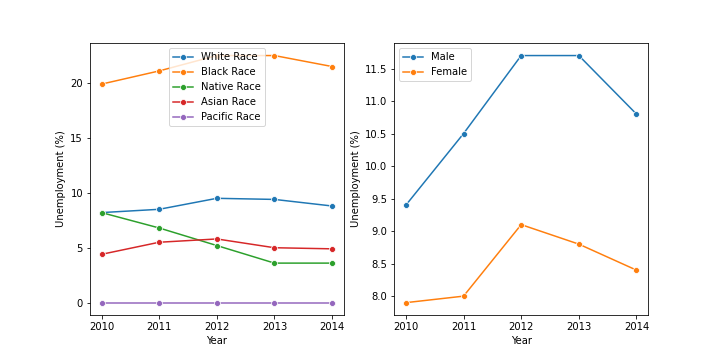 White Race
Black Race
Native Race
Asian Race
Pacific Race
20
15
10
5
0
Unemployment (%)
2010 2011 2012 2013 2014
Year
Male
Female
11.5
11.0
10.5
10.0
9.5
9.0
8.5
8.0
Unemployment (%)
2010 2011 2012 2013 2014
Year